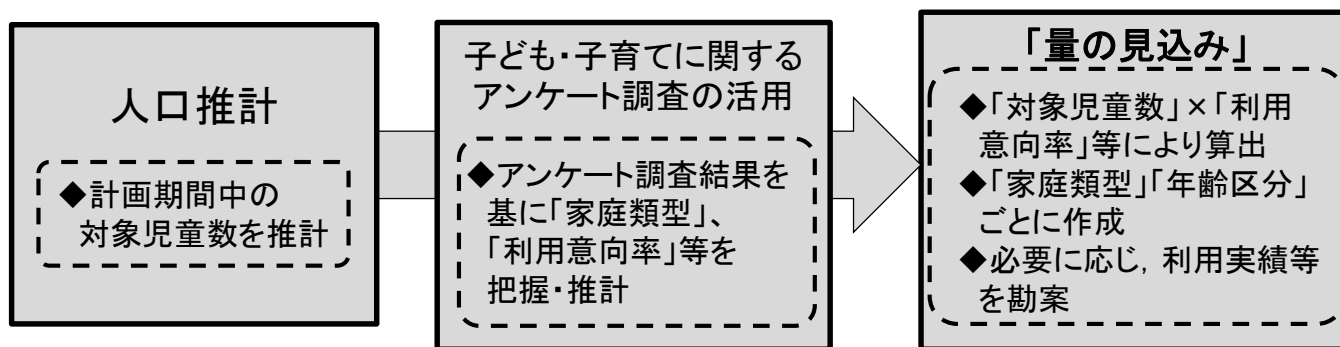 人口推計
◆計画期間中の
対象児童数を推計
子ども・子育てに関する
アンケート調査の活用
◆アンケート調査結果を
基に「家庭類型」、
「利用意向率」等を
把握・推計
「量の見込み」
◆「対象児童数」×「利用
意向率」等により算出
◆「家庭類型」「年齢区分」
ごとに作成
◆必要に応じ，利用実績等
を勘案